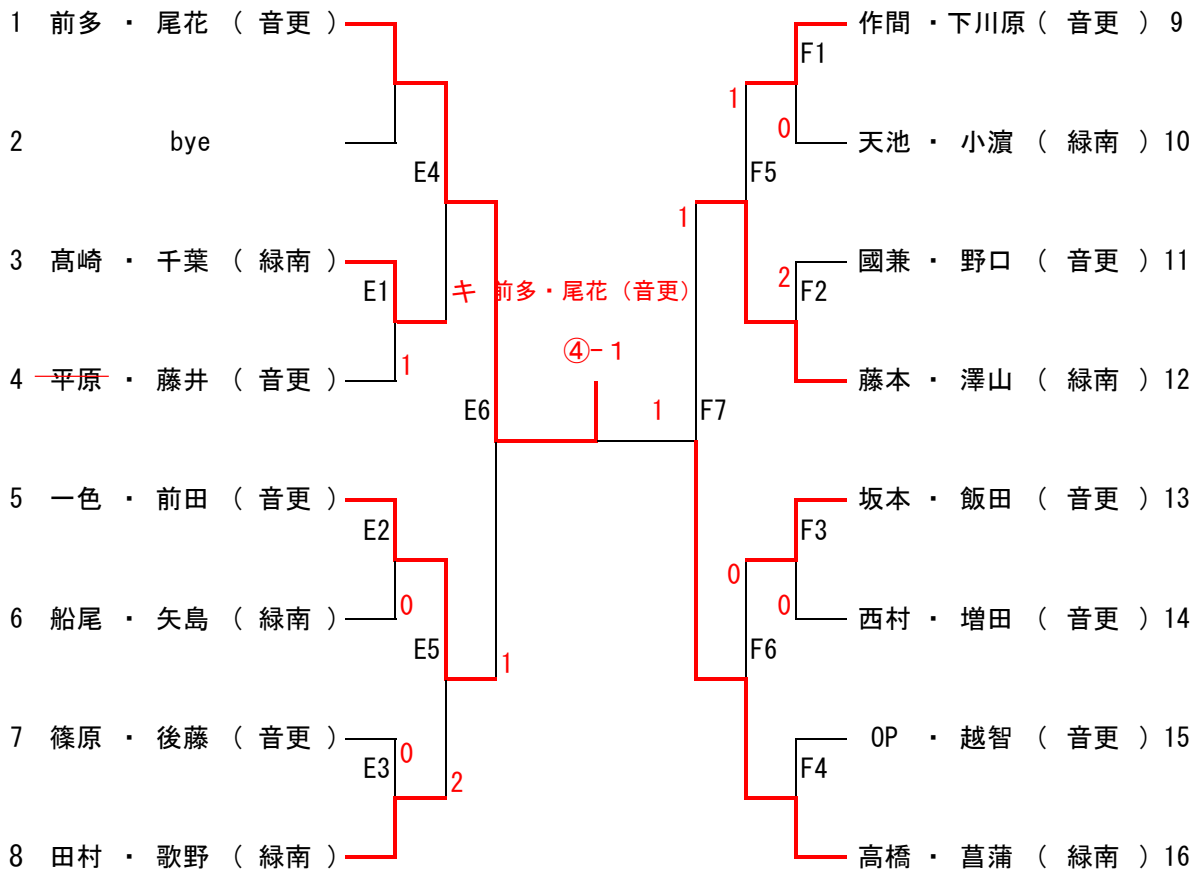 1 前多 ・ 尾花 ( 音更 )
作間 ・下川原 ( 音更 ) 9
F1
1
0
2 bye
天池 ・ 小濵 ( 緑南 ) 10
E4
F5
1
3 髙崎 ・ 千葉 ( 緑南 )
國兼 ・ 野口 ( 音更 ) 11
E1
キ 前多・尾花 (音更)
2
F2
④-1
1
4 平原 ・ 藤井 ( 音更 )
藤本 ・ 澤山 ( 緑南 ) 12
E6
1
F7
5 一色 ・ 前田 ( 音更 )
坂本 ・ 飯田 ( 音更 ) 13
E2
F3
0
0
0
6 船尾 ・ 矢島 ( 緑南 )
西村 ・ 増田 ( 音更 ) 14
E5
1
F6
7 篠原 ・ 後藤 ( 音更 )
OP ・ 越智 ( 音更 ) 15
0
E3
2
F4
8 田村 ・ 歌野 ( 緑南 )
高橋 ・ 菖蒲 ( 緑南 ) 16